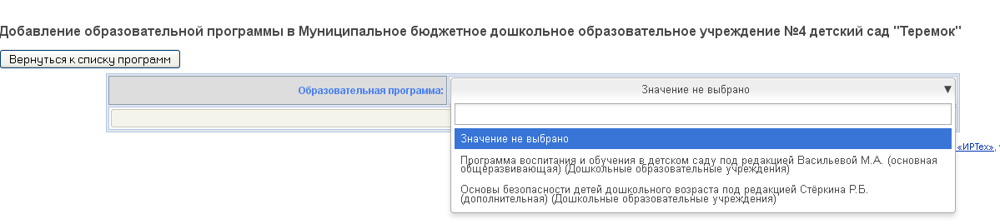 Добавление образовательной программы в Муниципальное бюджетное дошкольное образовательное учреждение №4 детский сад "Теремок"
Вернуться к списку программ
Образовательная программа:
Значение не выбрано
Значение не выбрано
«ИРТех»,
Программа воспитания и обучения в детском саду под редакцией Васильевой М.А. (основная
общеразвивающая) (Дошкольные образовательные учреждения)
Основы безопасности детей дошкольного возраста под редакцией Стёркина Р.Б.
(дополнительная) (Дошкольные образовательные учреждения)